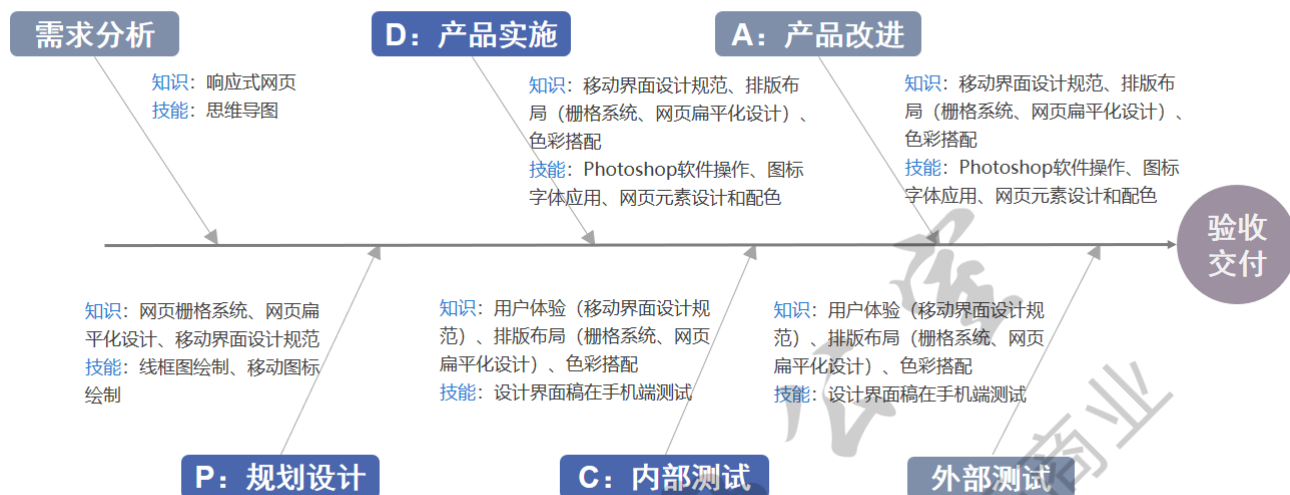 需求分析
D：产品实施
A：产品改进
知识：响应式网页
技能：思维导图
知识：移动界面设计规范、排版布
局（栅格系统、网页扁平化设计）、
色彩搭配
技能：Photoshop软件操作、图标
字体应用、网页元素设计和配色
知识：移动界面设计规范、排版布
局（栅格系统、网页扁平化设计）、
色彩搭配
技能：Photoshop软件操作、图标
字体应用、网页元素设计和配色
验收
交付
知识：网页栅格系统、网页扁
平化设计、移动界面设计规范
技能：线框图绘制、移动图标
绘制
知识：用户体验（移动界面设计规
范）、排版布局（栅格系统、网页
扁平化设计）、色彩搭配
技能：设计界面稿在手机端测试
知识：用户体验（移动界面设计规
范）、排版布局（栅格系统、网页
扁平化设计）、色彩搭配
技能：设计界面稿在手机端测试
P：规划设计
C：内部测试
外部测试
商业